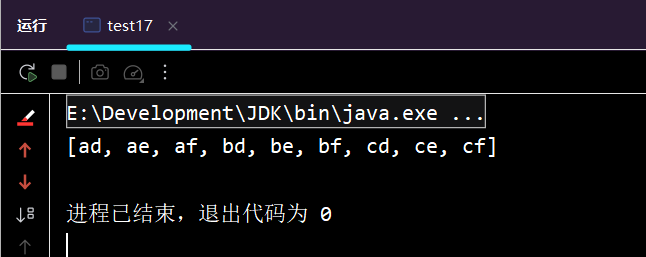 运行 test17
E:\Development\JDK\bin\java.exe ...
[ad, ae, af, bd, be, bf, cd, ce, cf]
进程已结束，退出代码为 0